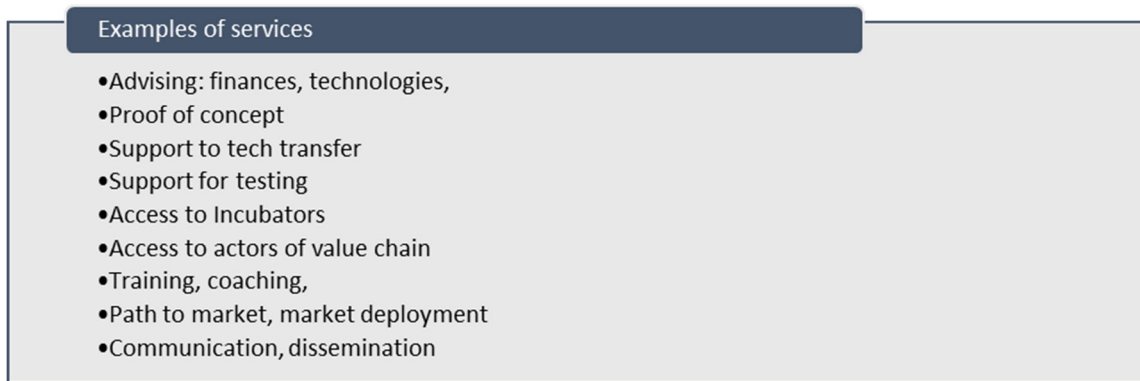 Examples of services
•Advising: finances, technologies,
•Proof of concept
•Support to tech transfer
•Support for testing
•Access to Incubators
•Access to actors of value chain
•Training, coaching,
•Path to market, market deployment
•Communication, dissemination